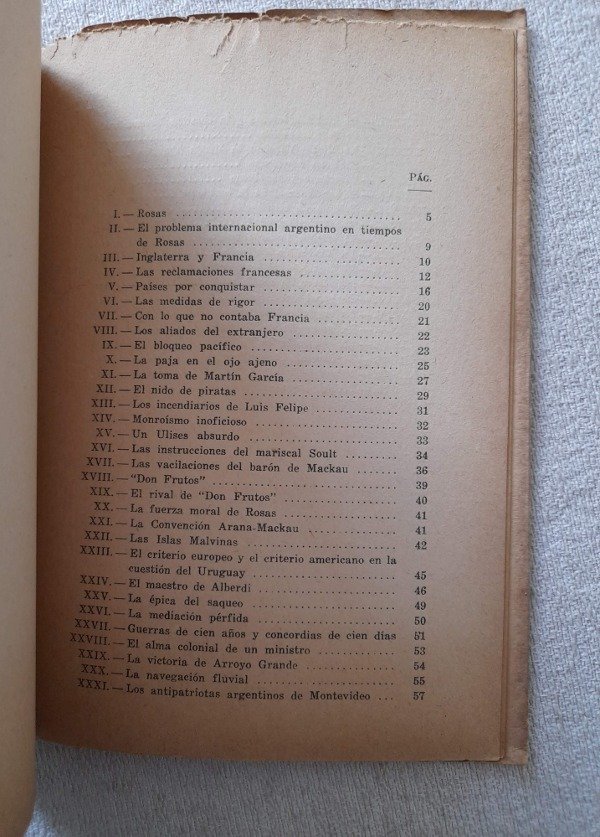 PÁG.
I. — Rosas ........................................ 5
II. — El problema internacional argentino en tiempos
de Rosas ........................................ 9
III. — Inglaterra y Francia ........................................ 10
IV. — Las reclamaciones francesas ........................................ 12
V. — Países por conquistar ........................................ 16
VI. — Las medidas de rigor ........................................ 20
VII. — Con lo que no contaba Francia ........................................ 21
VIII. — Los aliados del extranjero ........................................ 22
IX. — El bloqueo pacífico ........................................ 23
X. — La paja en el ojo ajeno ........................................ 25
XI. — La toma de Martín García ........................................ 27
XII. — El nido de piratas ........................................ 29
XIII. — Los incendiarios de Luis Felipe ........................................ 31
XIV. — Monroísmo inoficioso ........................................ 32
XV. — Un Ulises absurdo ........................................ 33
XVI. — Las instrucciones del mariscal Soult ........................................ 34
XVII. — Las vacilaciones del barón de Mackau ........................................ 36
XVIII. — "Don Frutos" ........................................ 39
XIX. — El rival de "Don Frutos" ........................................ 40
XX. — La fuerza moral de Rosas ........................................ 41
XXI. — La Convención Arana-Mackau ........................................ 41
XXII. — Las Islas Malvinas ........................................ 42
XXIII. — El criterio europeo y el criterio americano en la
cuestión del Uruguay ........................................ 45
XXIV. — El maestro de Alberdi ........................................ 46
XXV. — La épica del saqueo ........................................ 49
XXVI. — La mediación pérfida ........................................ 50
XXVII. — Guerras de cien años y concordias de cien días 51
XXVIII. — El alma colonial de un ministro ........................................ 53
XXIX. — La victoria de Arroyo Grande ........................................ 54
XXX. — La navegación fluvial ........................................ 55
XXXI. — Los antipatriotas argentinos de Montevideo ... 57